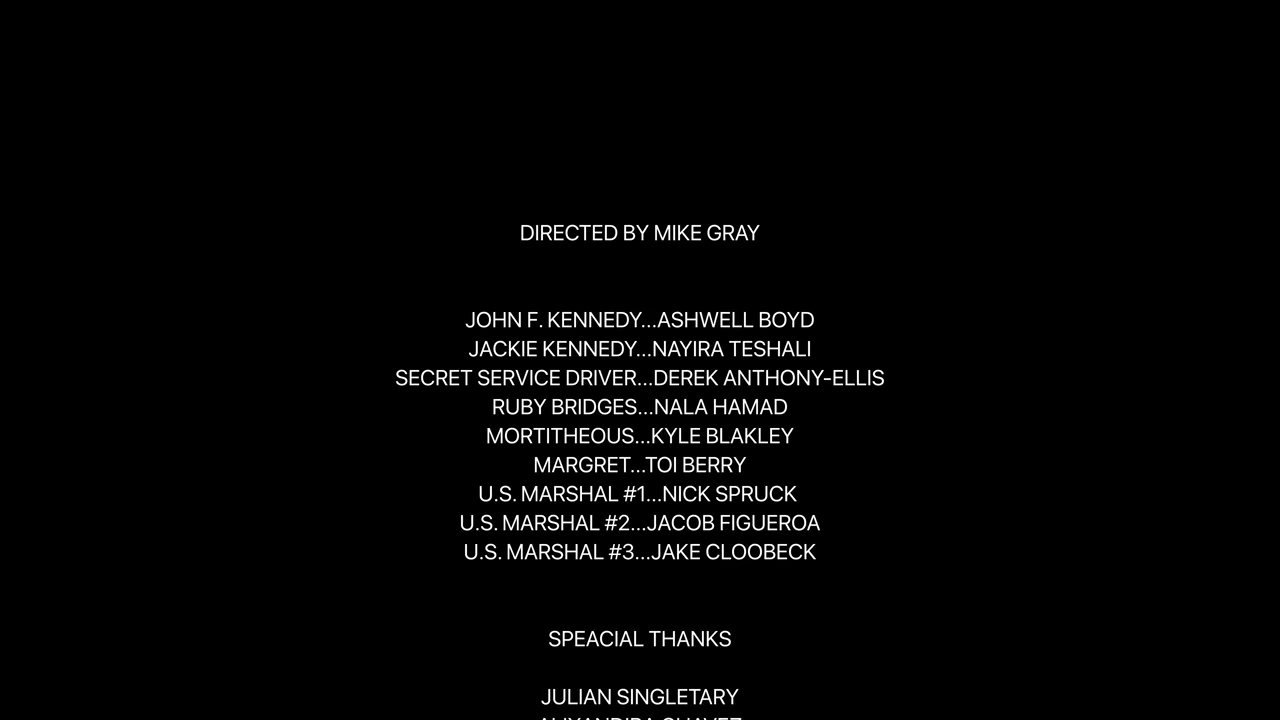 DIRECTED BY MIKE GRAY
JOHN F. KENNEDY...ASHWELL BOYD
JACKIE KENNEDY...NAYIRA TESHALI
SECRET SERVICE DRIVER...DEREK ANTHONY-ELLIS
RUBY BRIDGES...NALA HAMAD
MORTITHEOUS...KYLE BLAKLEY
MARGRET...TOI BERRY
U.S. MARSHAL #1...NICK SPRUCK
U.S. MARSHAL #2...JACOB FIGUEROA
U.S. MARSHAL #3...JAKE CLOOBECK
SPEACIAL THANKS
JULIAN SINGLETARY